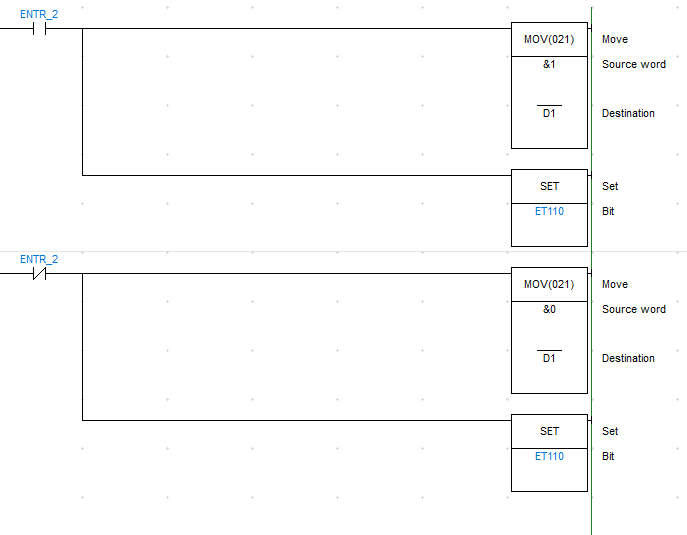 ENTR_2
MOV(021) Move
&1 Source word
D1 Destination
SET Set
ET110 Bit
ENTR_2
MOV(021) Move
&0 Source word
D1 Destination
SET Set
ET110 Bit